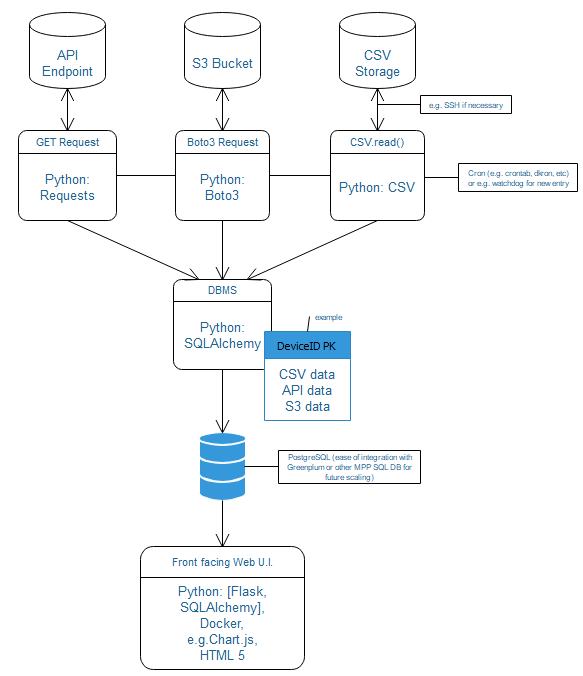 API
Endpoint
S3 Bucket
CSV
Storage
e.g. SSH if necessary
GET Request
Python:
Requests
Boto3 Request
Python:
Boto3
CSV.read()
Python: CSV
Cron (e.g. crontab, dkron, etc)
or e.g. watchdog for new entry
DBMS
Python:
SQLAlchemy
example
DeviceID PK
CSV data
API data
S3 data
PostgreSQL (ease of integration with
Greenplum or other MPP SQL DB for
future scaling)
Front facing Web U.I.
Python: [Flask,
SQLAlchemy],
Docker,
e.g.Chart.js,
HTML 5